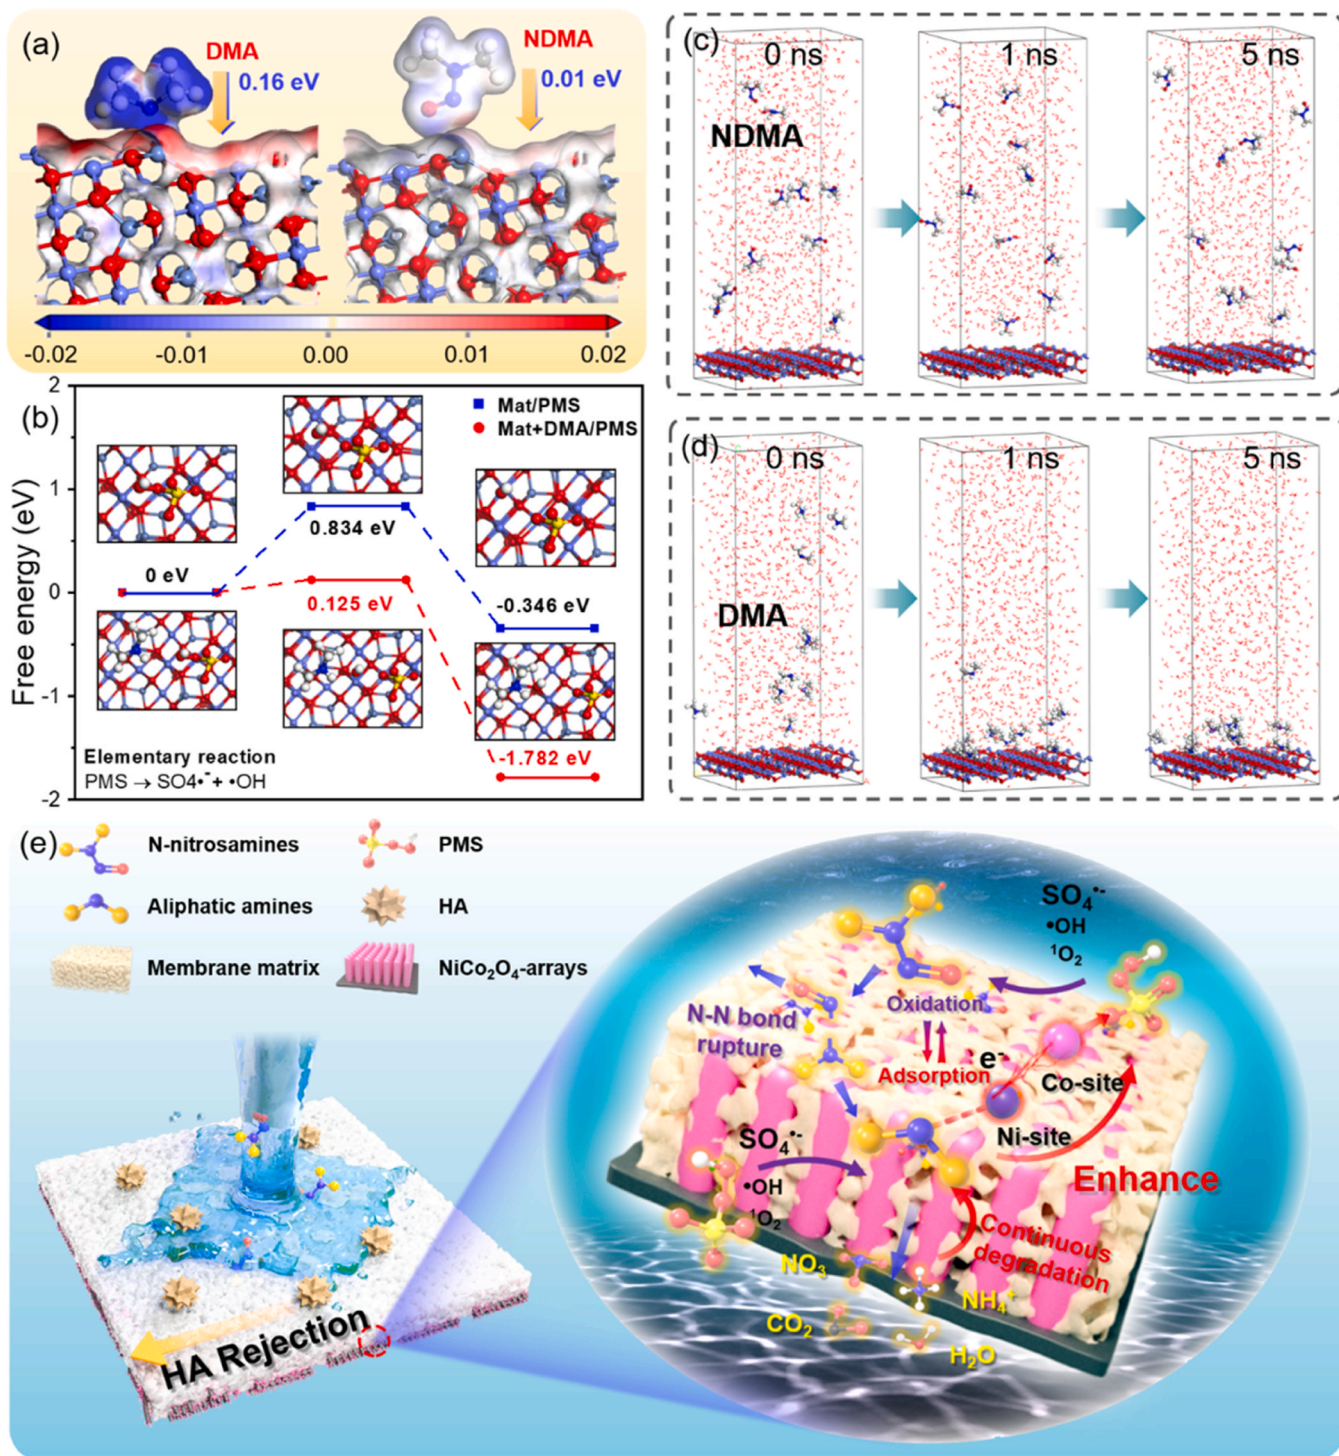 (a)
DMA
0.16 eV
NDMA
0.01 eV
-0.02
-0.01
0.00
0.01
0.02
(b)
Free energy (eV)
2
1
0
-1
-2
Mat/PMS
Mat+DMA/PMS
0 eV
0.834 eV
0.125 eV
-0.346 eV
-1.782 eV
Elementary reaction
PMS → SO4•⁻ + •OH
(c)
0 ns
1 ns
5 ns
NDMA
(d)
0 ns
1 ns
5 ns
DMA
(e)
N-nitrosamines
PMS
Aliphatic amines
HA
Membrane matrix
NiCo₂O₄-arrays
HA Rejection
SO₄•⁻
•OH
¹O₂
N-N bond
rupture
Oxidation
Adsorption
e⁻
Co-site
Ni-site
Enhance
SO₄•⁻
•OH
¹O₂
Continuous
degradation
NO₃
NH₄⁺
CO₂
H₂O